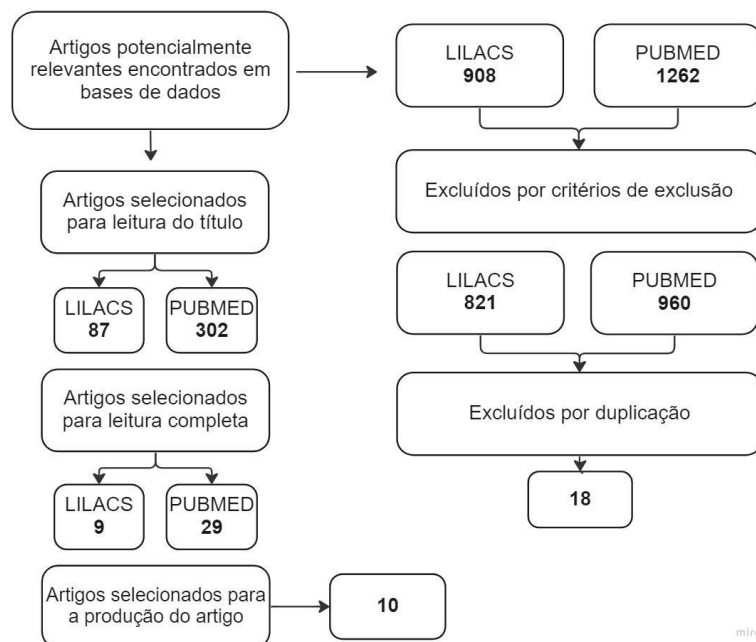 Artigos potencialmente
relevantes encontrados em
bases de dados
LILACS
908
PUBMED
1262
Excluídos por critérios de exclusão
Artigos selecionados
para leitura do título
LILACS
87
PUBMED
302
LILACS
821
PUBMED
960
Artigos selecionados
para leitura completa
Excluídos por duplicação
LILACS
9
PUBMED
29
18
Artigos selecionados para
a produção do artigo
10